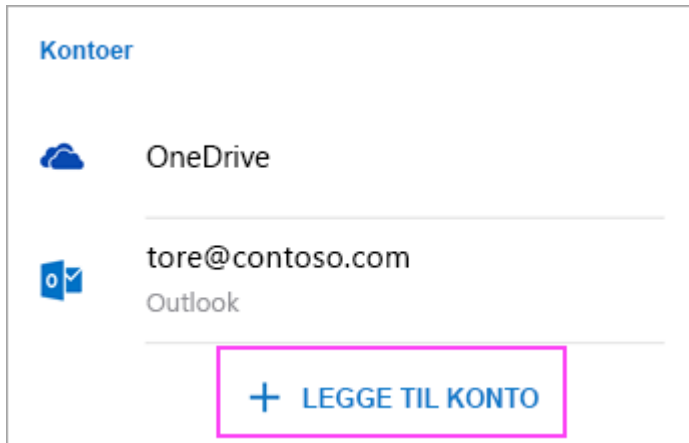 Kontoer
OneDrive
tore@contoso.com
Outlook
+ LEGGE TIL KONTO